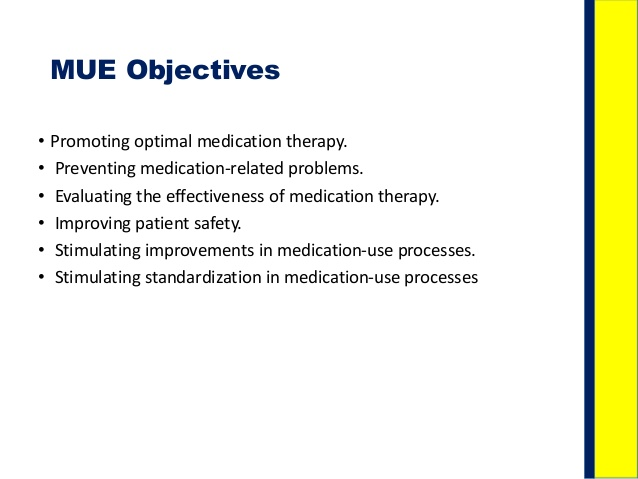 MUE Objectives
• Promoting optimal medication therapy.
• Preventing medication-related problems.
• Evaluating the effectiveness of medication therapy.
• Improving patient safety.
• Stimulating improvements in medication-use processes.
• Stimulating standardization in medication-use processes